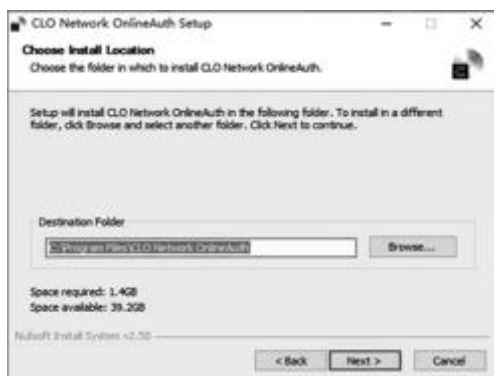 CLO Network OnlineAuth Setup
Choose Install Location
Choose the folder in which to install CLO Network OnlineAuth.
Setup will install CLO Network OnlineAuth in the following folder. To install in a different
folder, click Browse and select another folder. Click Next to continue.
Destination Folder
C:\Program Files\CLO Network OnlineAuth
Browse...
Space required: 1.4GB
Space available: 39.2GB
Nullsoft Install System v2.50
< Back
Next >
Cancel